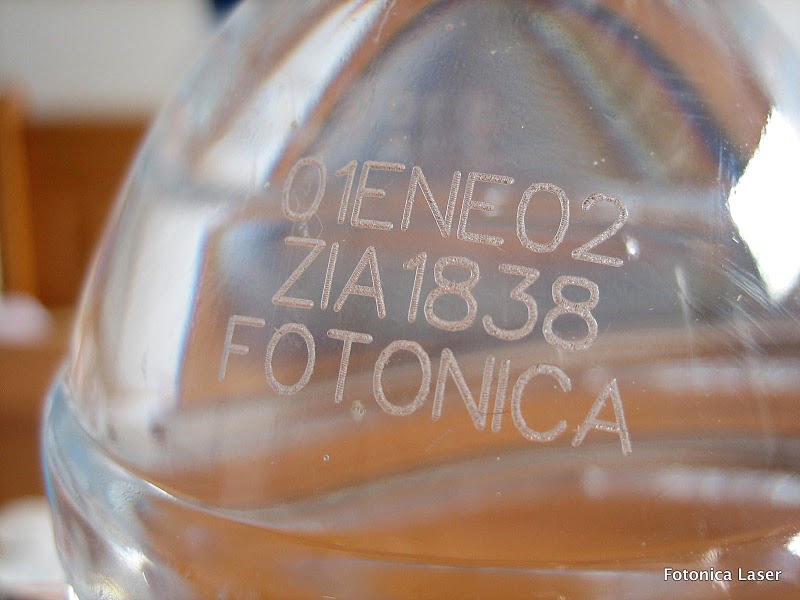 01ENE02
ZIA1838
FOTONICA
Fotonica Laser